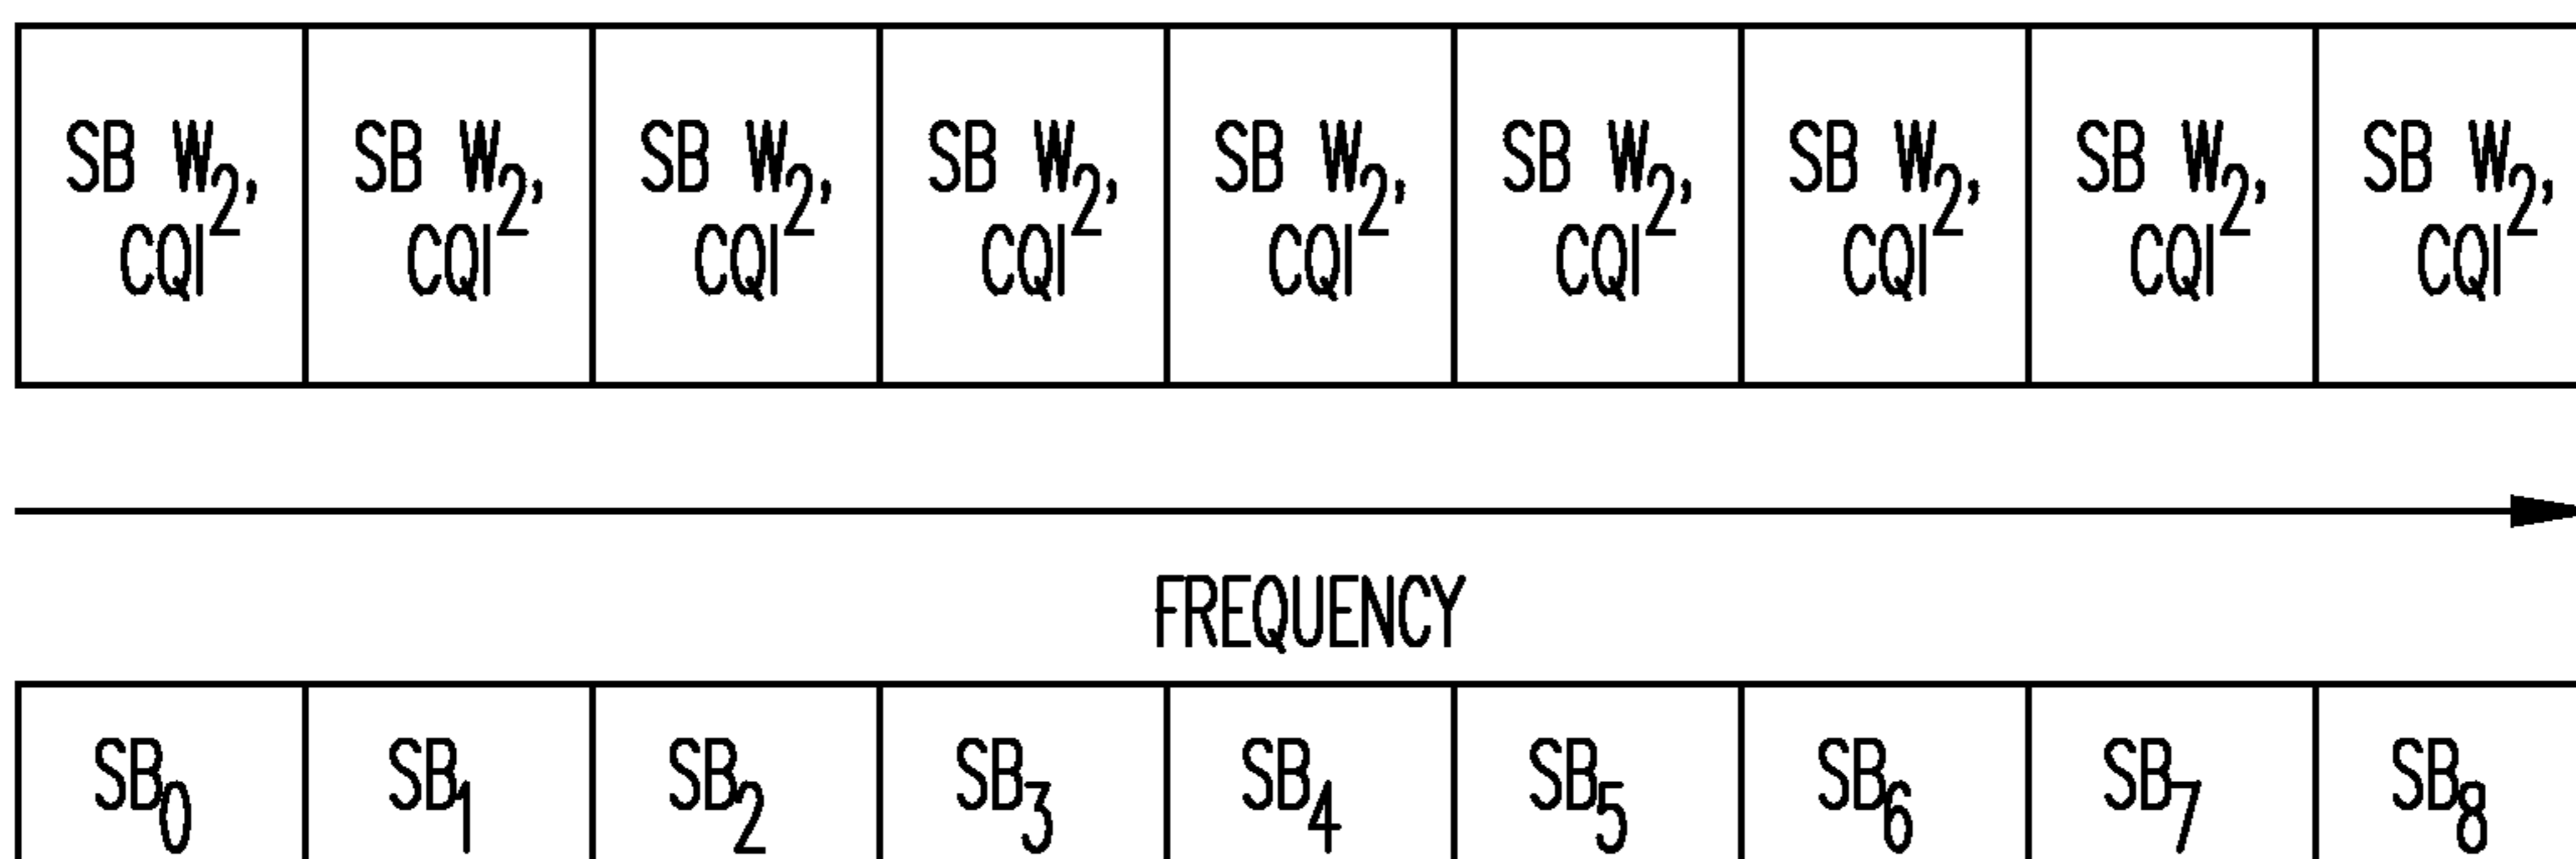 SB W₂, SB W₂, SB W₂, SB W₂, SB W₂, SB W₂, SB W₂, SB W₂, SB W₂,
CQI CQI CQI CQI CQI CQI CQI CQI CQI
FREQUENCY
SB₀ SB₁ SB₂ SB₃ SB₄ SB₅ SB₆ SB₇ SB₈